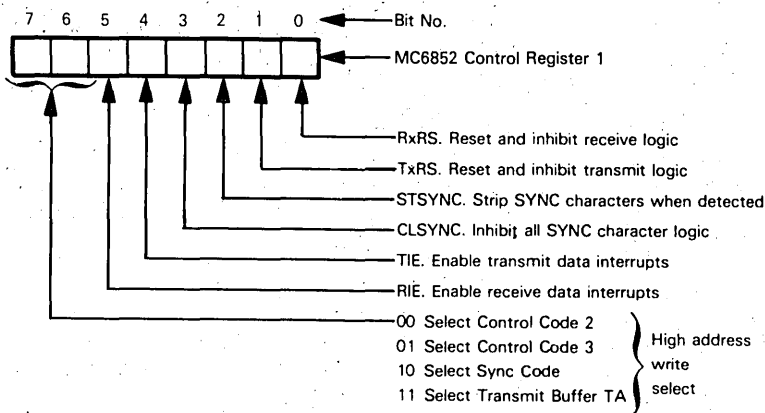 7 6 5 4 3 2 1 0 Bit No.
MC6852 Control Register 1
RxRS. Reset and inhibit receive logic
TxRS. Reset and inhibit transmit logic
STSYNC. Strip SYNC characters when detected
CLSYNC. Inhibit all SYNC character logic
TIE. Enable transmit data interrupts
RIE. Enable receive data interrupts
00 Select Control Code 2
01 Select Control Code 3
10 Select Sync Code
11 Select Transmit Buffer TA
High address
write
select